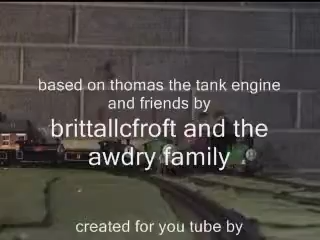 based on thomas the tank engine
and friends by
brittallcfroft and the
awdry family
created for you tube by